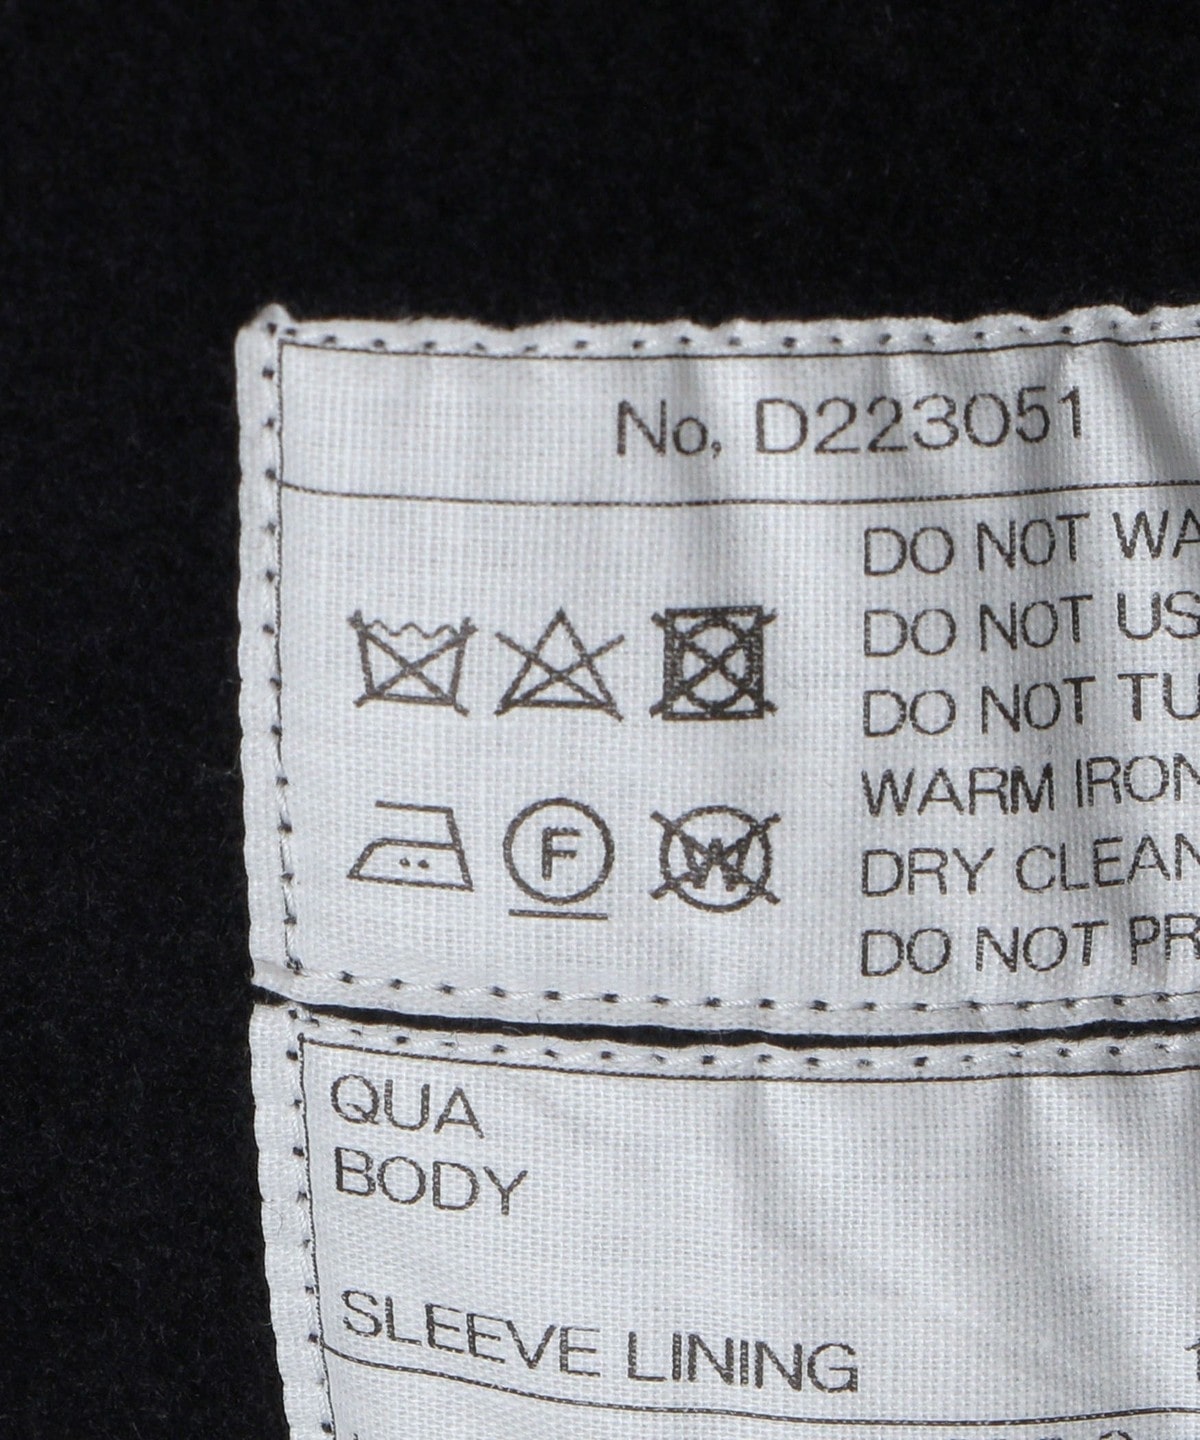 No. D223051
DO NOT WA
DO NOT US
DO NOT TU
WARM IRON
DRY CLEAN
DO NOT PR
F
W
QUA
BODY
SLEEVE LINING